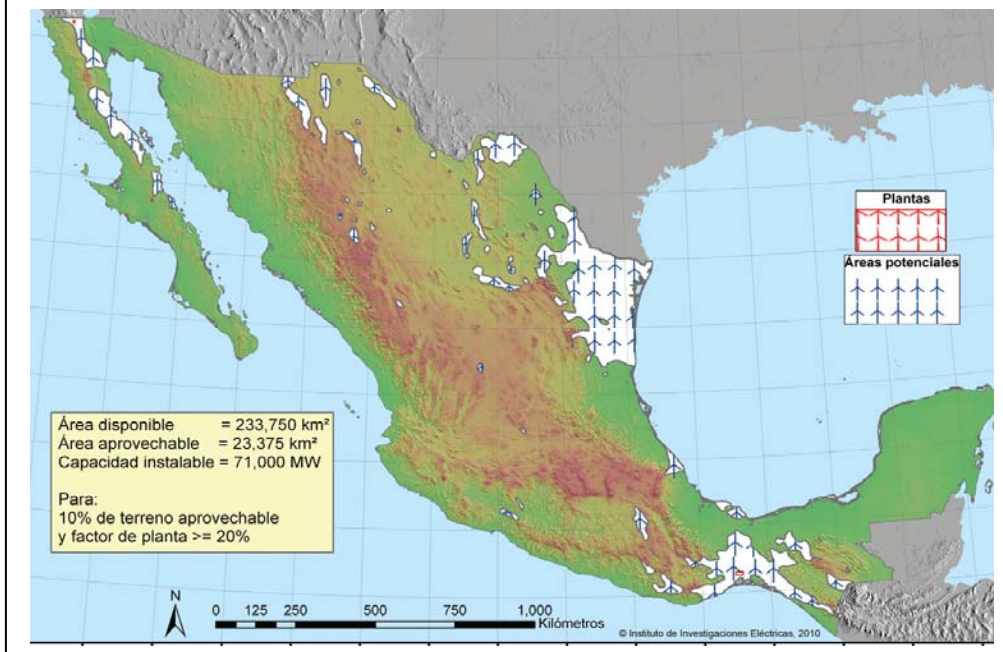 Plantas
Áreas potenciales
Área disponible = 233,750 km²
Área aprovechable = 23,375 km²
Capacidad instalable = 71,000 MW
Para:
10% de terreno aprovechable
y factor de planta >= 20%
N
0 125 250 500 750 1,000
Kilómetros
© Instituto de Investigaciones Eléctricas, 2010